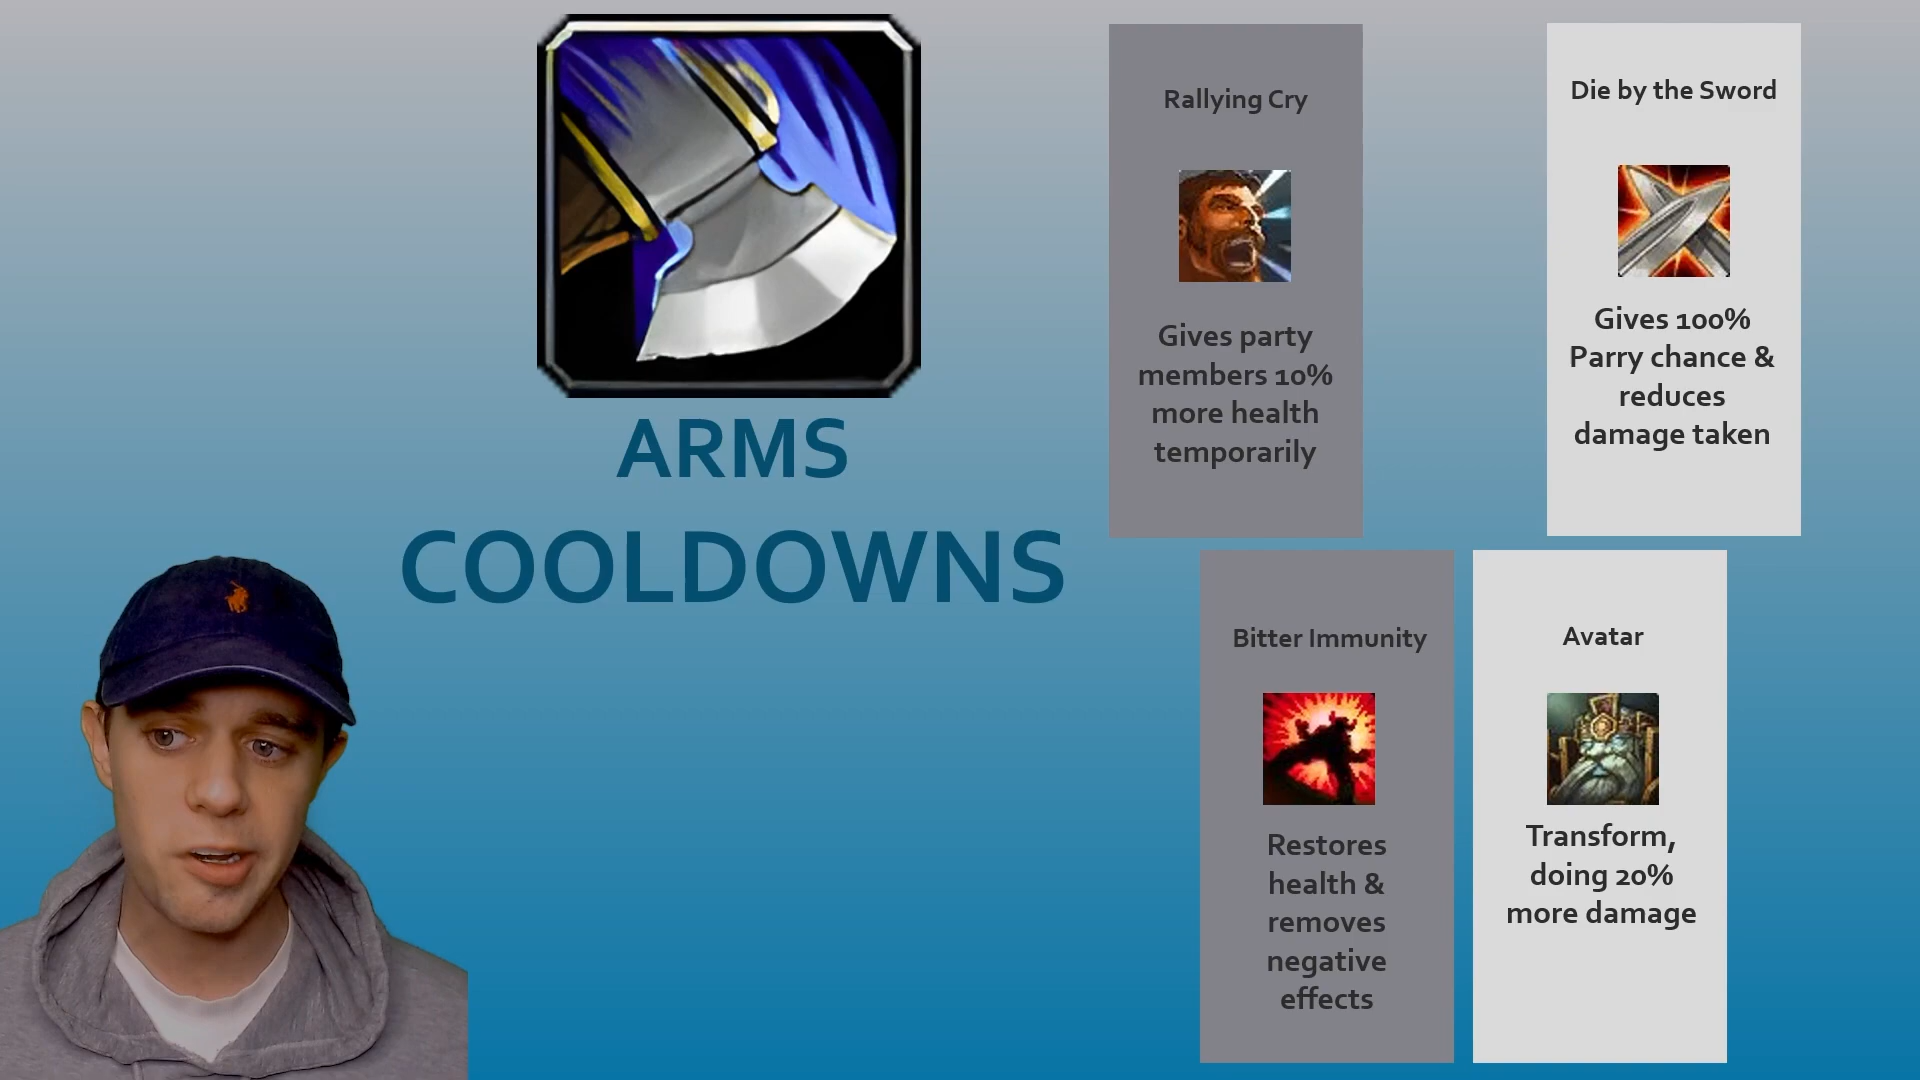 ARMS
COOLDOWNS
Rallying Cry
Gives party
members 10%
more health
temporarily
Die by the Sword
Gives 100%
Parry chance &
reduces
damage taken
Bitter Immunity
Restores
health &
removes
negative
effects
Avatar
Transform,
doing 20%
more damage